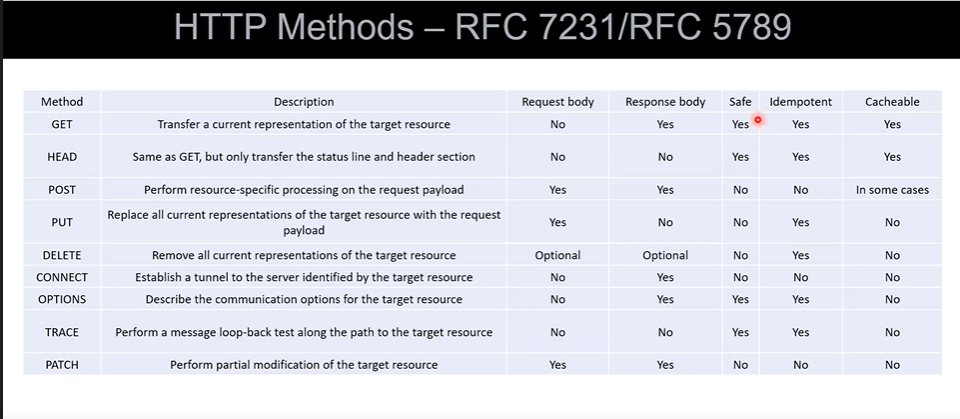 HTTP Methods – RFC 7231/RFC 5789
Method Description Request body Response body Safe Idempotent Cacheable
GET Transfer a current representation of the target resource No Yes Yes Yes Yes
HEAD Same as GET, but only transfer the status line and header section No No Yes Yes Yes
POST Perform resource-specific processing on the request payload Yes Yes No No In some cases
PUT Replace all current representations of the target resource with the request
payload Yes No No Yes No
DELETE Remove all current representations of the target resource Optional Optional No Yes No
CONNECT Establish a tunnel to the server identified by the target resource No Yes No No No
OPTIONS Describe the communication options for the target resource No Yes Yes Yes No
TRACE Perform a message loop-back test along the path to the target resource No No Yes Yes No
PATCH Perform partial modification of the target resource Yes Yes No No No